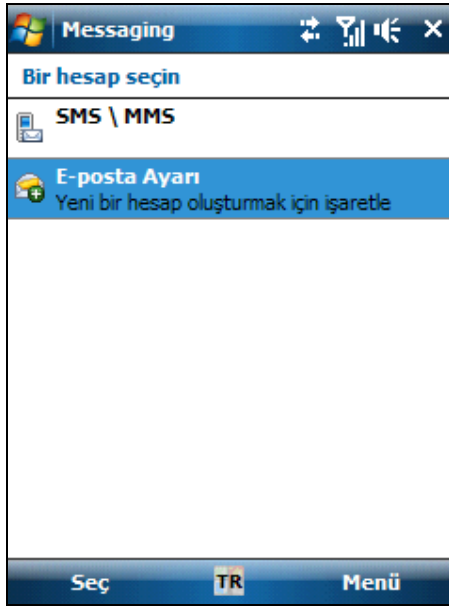 Messaging
Bir hesap seçin
SMS \ MMS
E-posta Ayarı
Yeni bir hesap oluşturmak için işaretle
Seç TR Menü